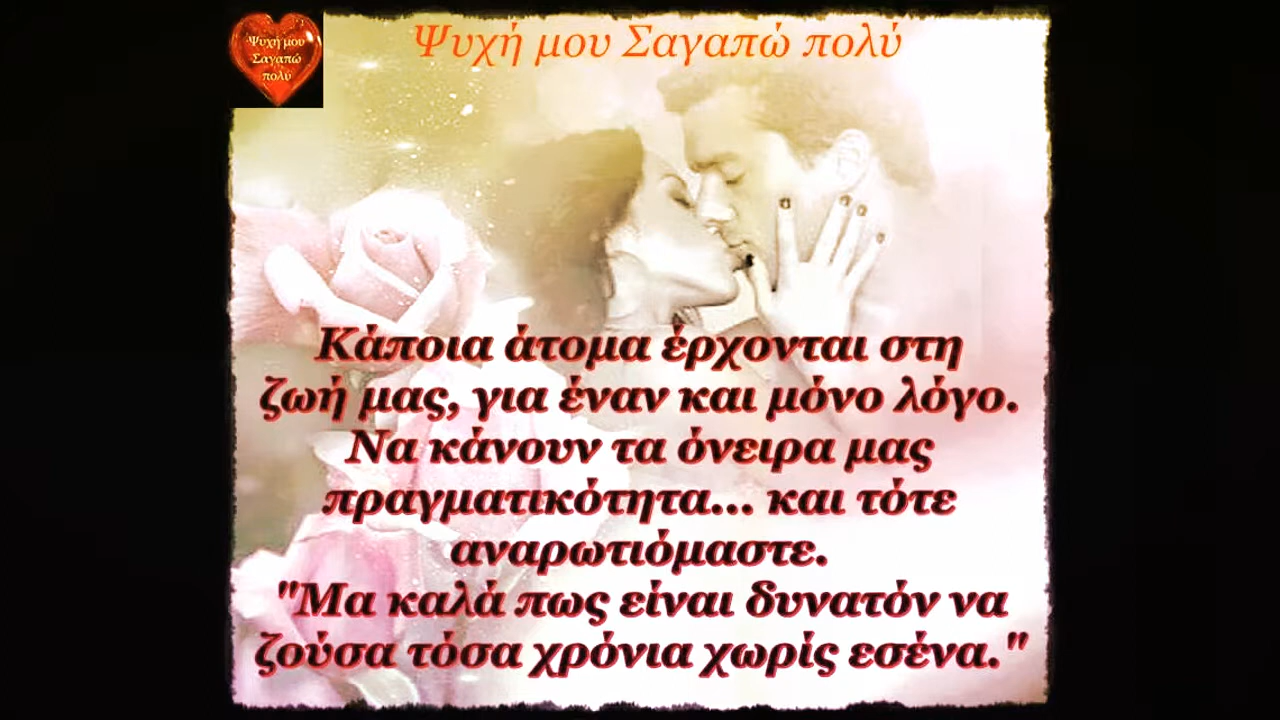 Ψυχή μου
Σαγαπώ
πολύ
Ψυχή μου Σαγαπώ πολύ
Κάποια άτομα έρχονται στη
ζωή μας, για έναν και μόνο λόγο.
Να κάνουν τα όνειρα μας
πραγματικότητα... και τότε
αναρωτιόμαστε.
"Μα καλά πως είναι δυνατόν να
ζούσα τόσα χρόνια χωρίς εσένα."